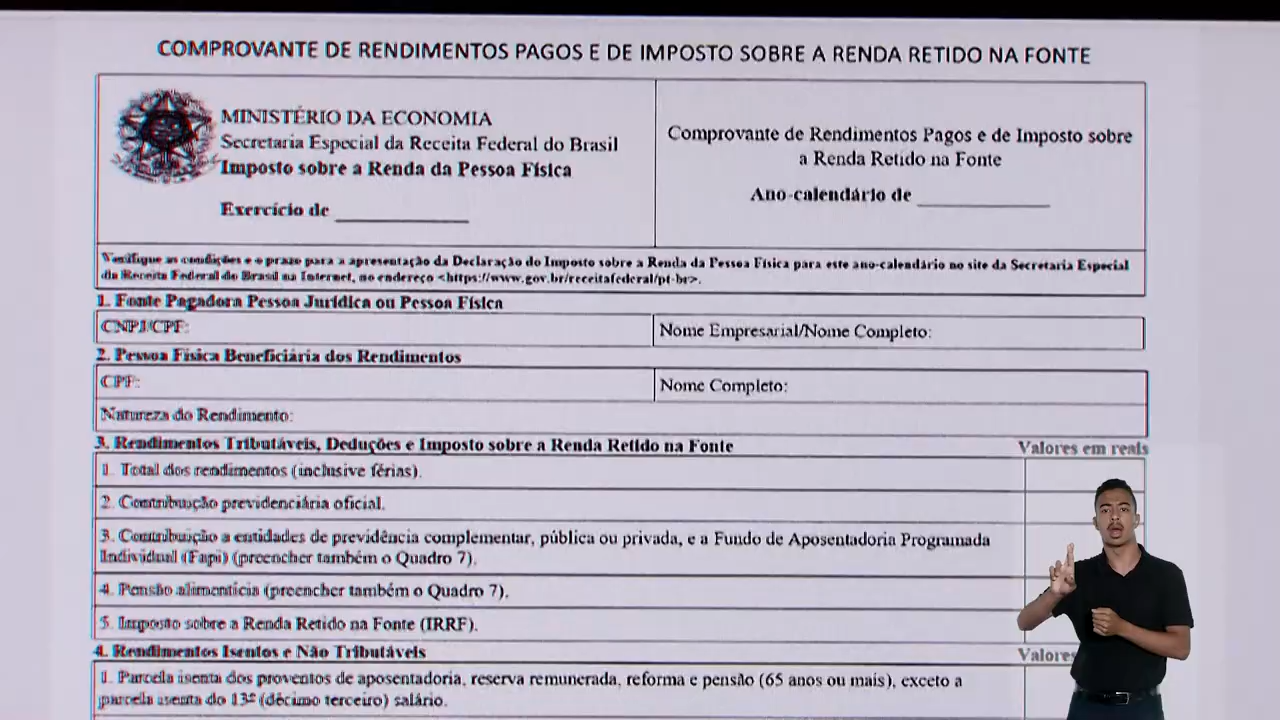 COMPROVANTE DE RENDIMENTOS PAGOS E DE IMPOSTO SOBRE A RENDA RETIDO NA FONTE
MINISTÉRIO DA ECONOMIA
Secretaria Especial da Receita Federal do Brasil
Imposto sobre a Renda da Pessoa Física
Exercício de
Comprovante de Rendimentos Pagos e de Imposto sobre
a Renda Retido na Fonte
Ano-calendário de
Verifique as condições e o prazo para a apresentação da Declaração do Imposto sobre a Renda da Pessoa Física para este ano-calendário no site da Secretaria Especial
da Receita Federal do Brasil na Internet, no endereço <https://www.gov.br/receitafederal/pt-br>.
1. Fonte Pagadora Pessoa Jurídica ou Pessoa Física
CNPJ/CPF:
Nome Empresarial/Nome Completo:
2. Pessoa Física Beneficiária dos Rendimentos
CPF:
Nome Completo:
Natureza do Rendimento:
3. Rendimentos Tributáveis, Deduções e Imposto sobre a Renda Retido na Fonte
Valores em reais
1. Total dos rendimentos (inclusive férias).
2. Contribuição previdenciária oficial.
3. Contribuição a entidades de previdência complementar, pública ou privada, e a Fundo de Aposentadoria Programada
Individual (Fapi) (preencher também o Quadro 7).
4. Pensão alimentícia (preencher também o Quadro 7).
5. Imposto sobre a Renda Retido na Fonte (IRRF).
4. Rendimentos Isentos e Não Tributáveis
Valores
1. Parcela isenta dos proventos de aposentadoria, reserva remunerada, reforma e pensão (65 anos ou mais), exceto a
parcela isenta do 13º (décimo terceiro) salário.